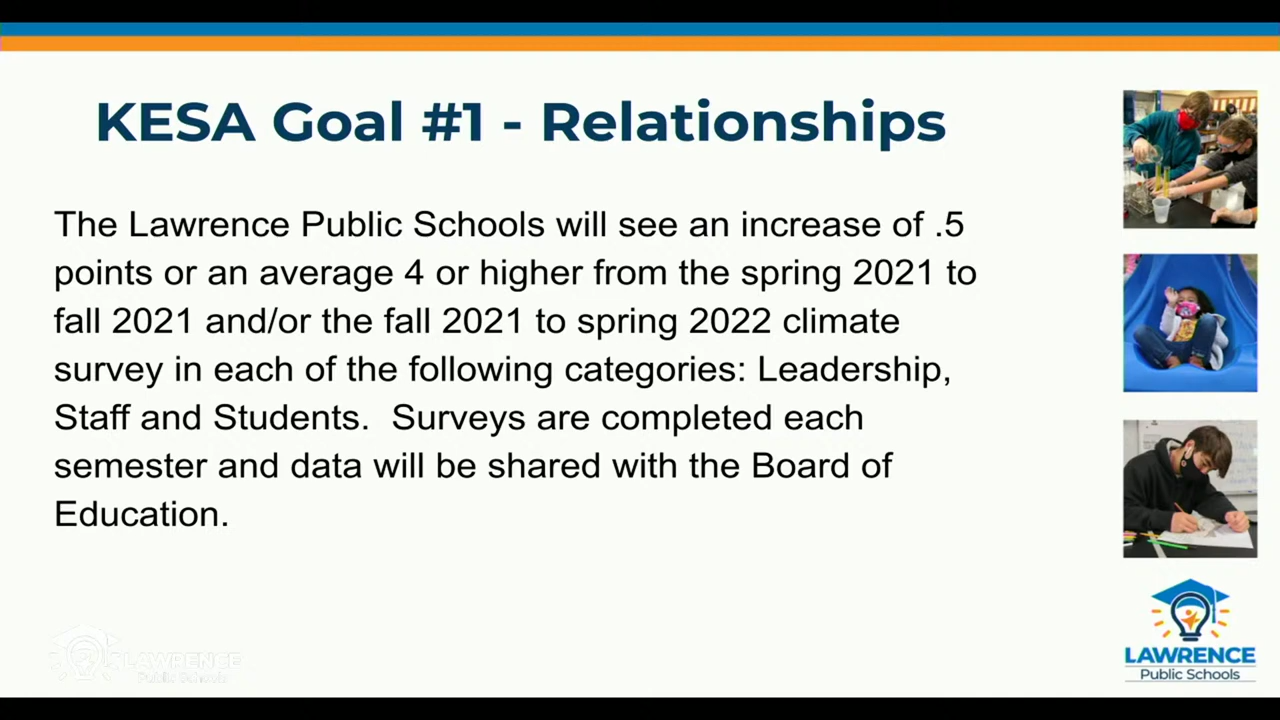 KESA Goal #1 - Relationships
The Lawrence Public Schools will see an increase of .5
points or an average 4 or higher from the spring 2021 to
fall 2021 and/or the fall 2021 to spring 2022 climate
survey in each of the following categories: Leadership,
Staff and Students.  Surveys are completed each
semester and data will be shared with the Board of
Education.
LAWRENCE
Public Schools
LAWRENCE
Public Schools